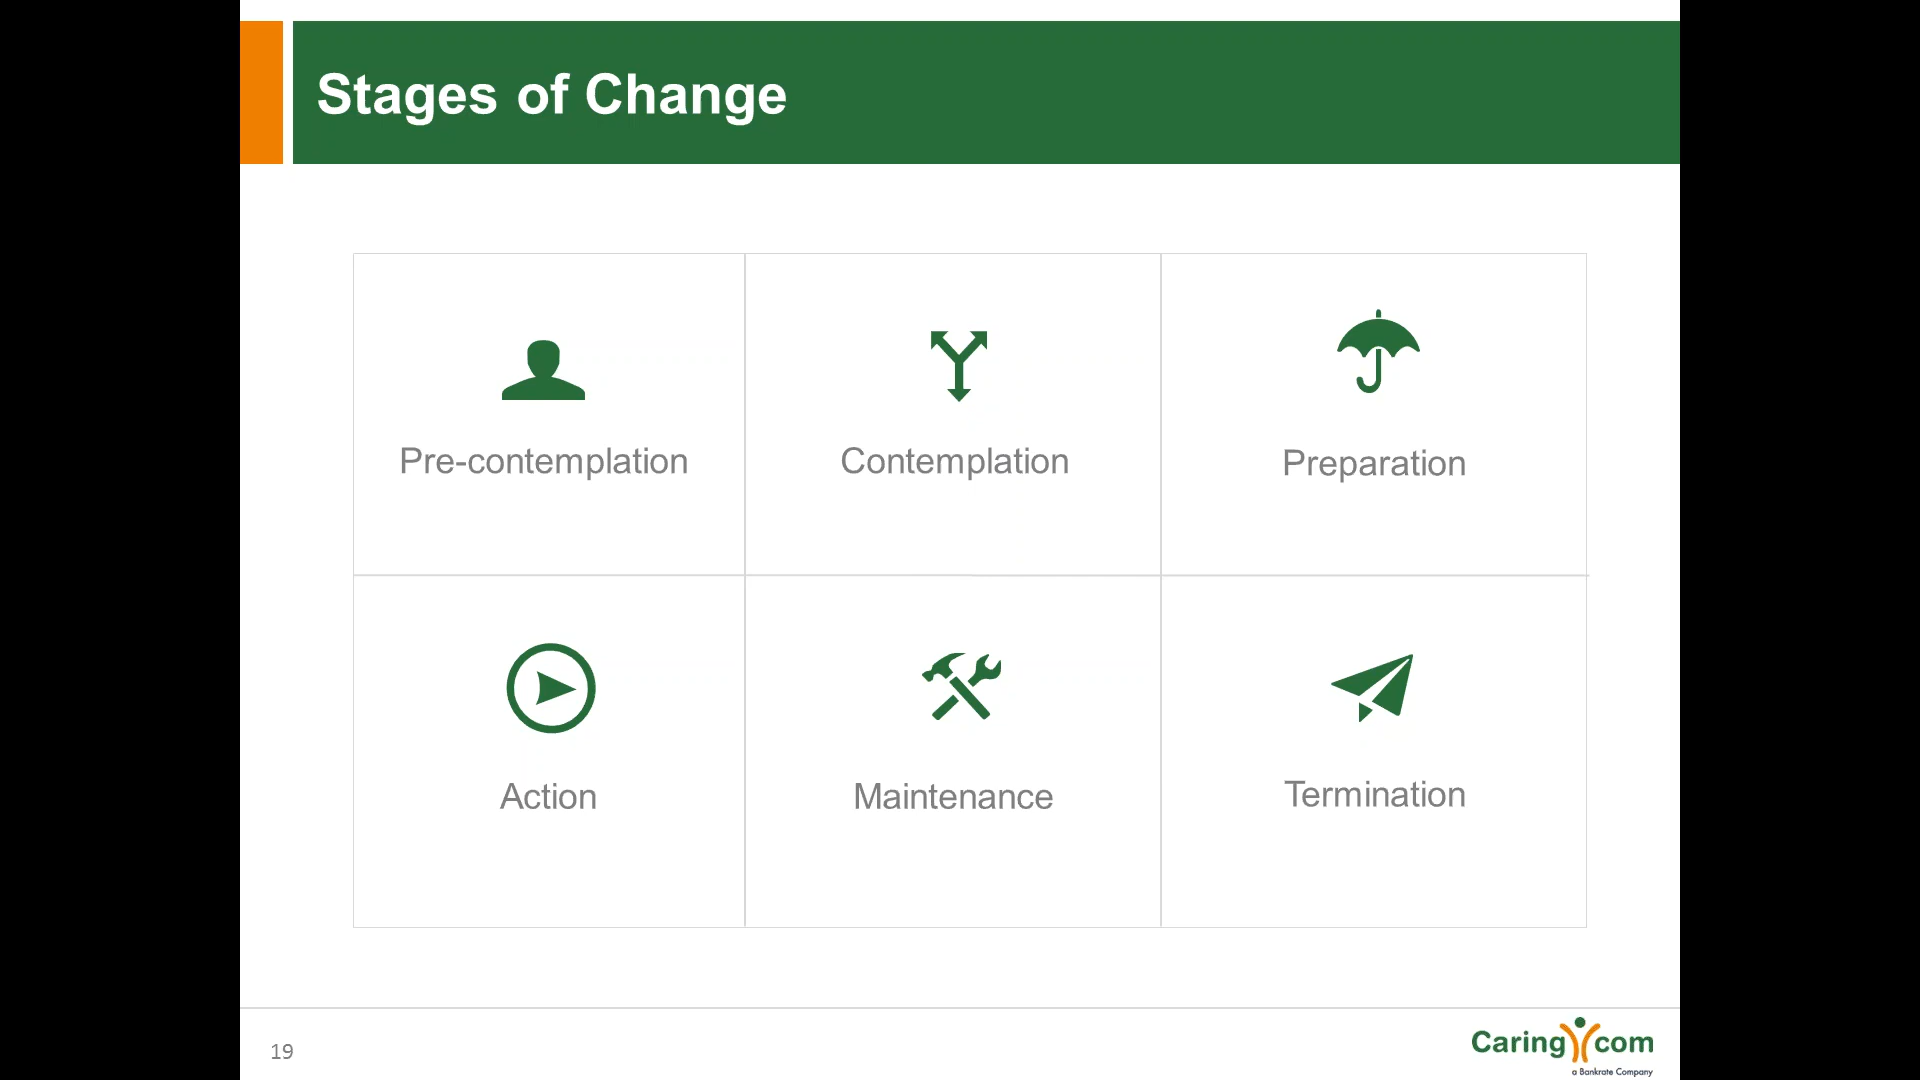 Stages of Change
Pre-contemplation
Contemplation
Preparation
Action
Maintenance
Termination
19
Caring com
a Bankrate Company